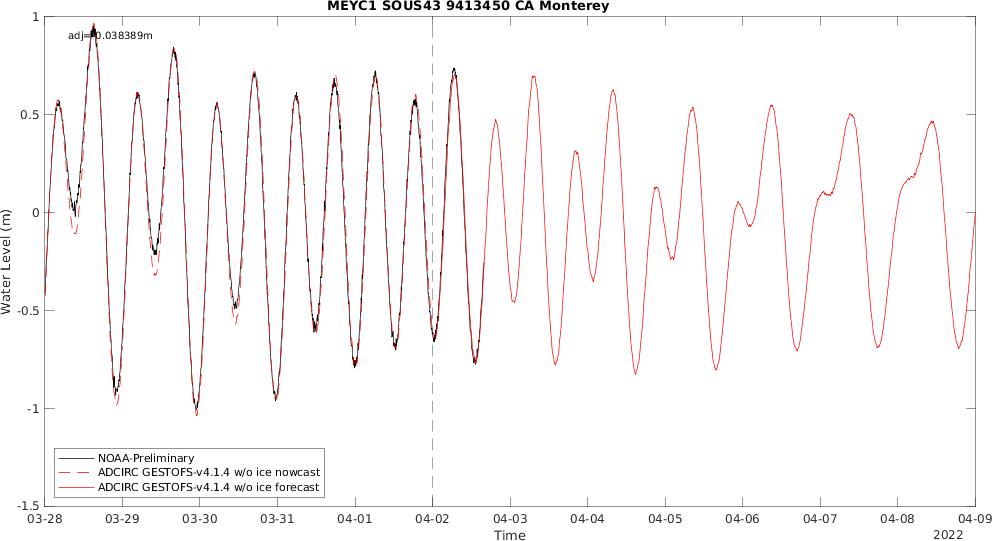 MEYC1 SOUS43 9413450 CA Monterey
adj=0.038389m
Water Level (m)
1
0.5
0
-0.5
-1
-1.5
NOAA-Preliminary
ADCIRC GESTOFS-v4.1.4 w/o ice nowcast
ADCIRC GESTOFS-v4.1.4 w/o ice forecast
03-28 03-29 03-30 03-31 04-01 04-02 04-03 04-04 04-05 04-06 04-07 04-08 04-09
Time
2022